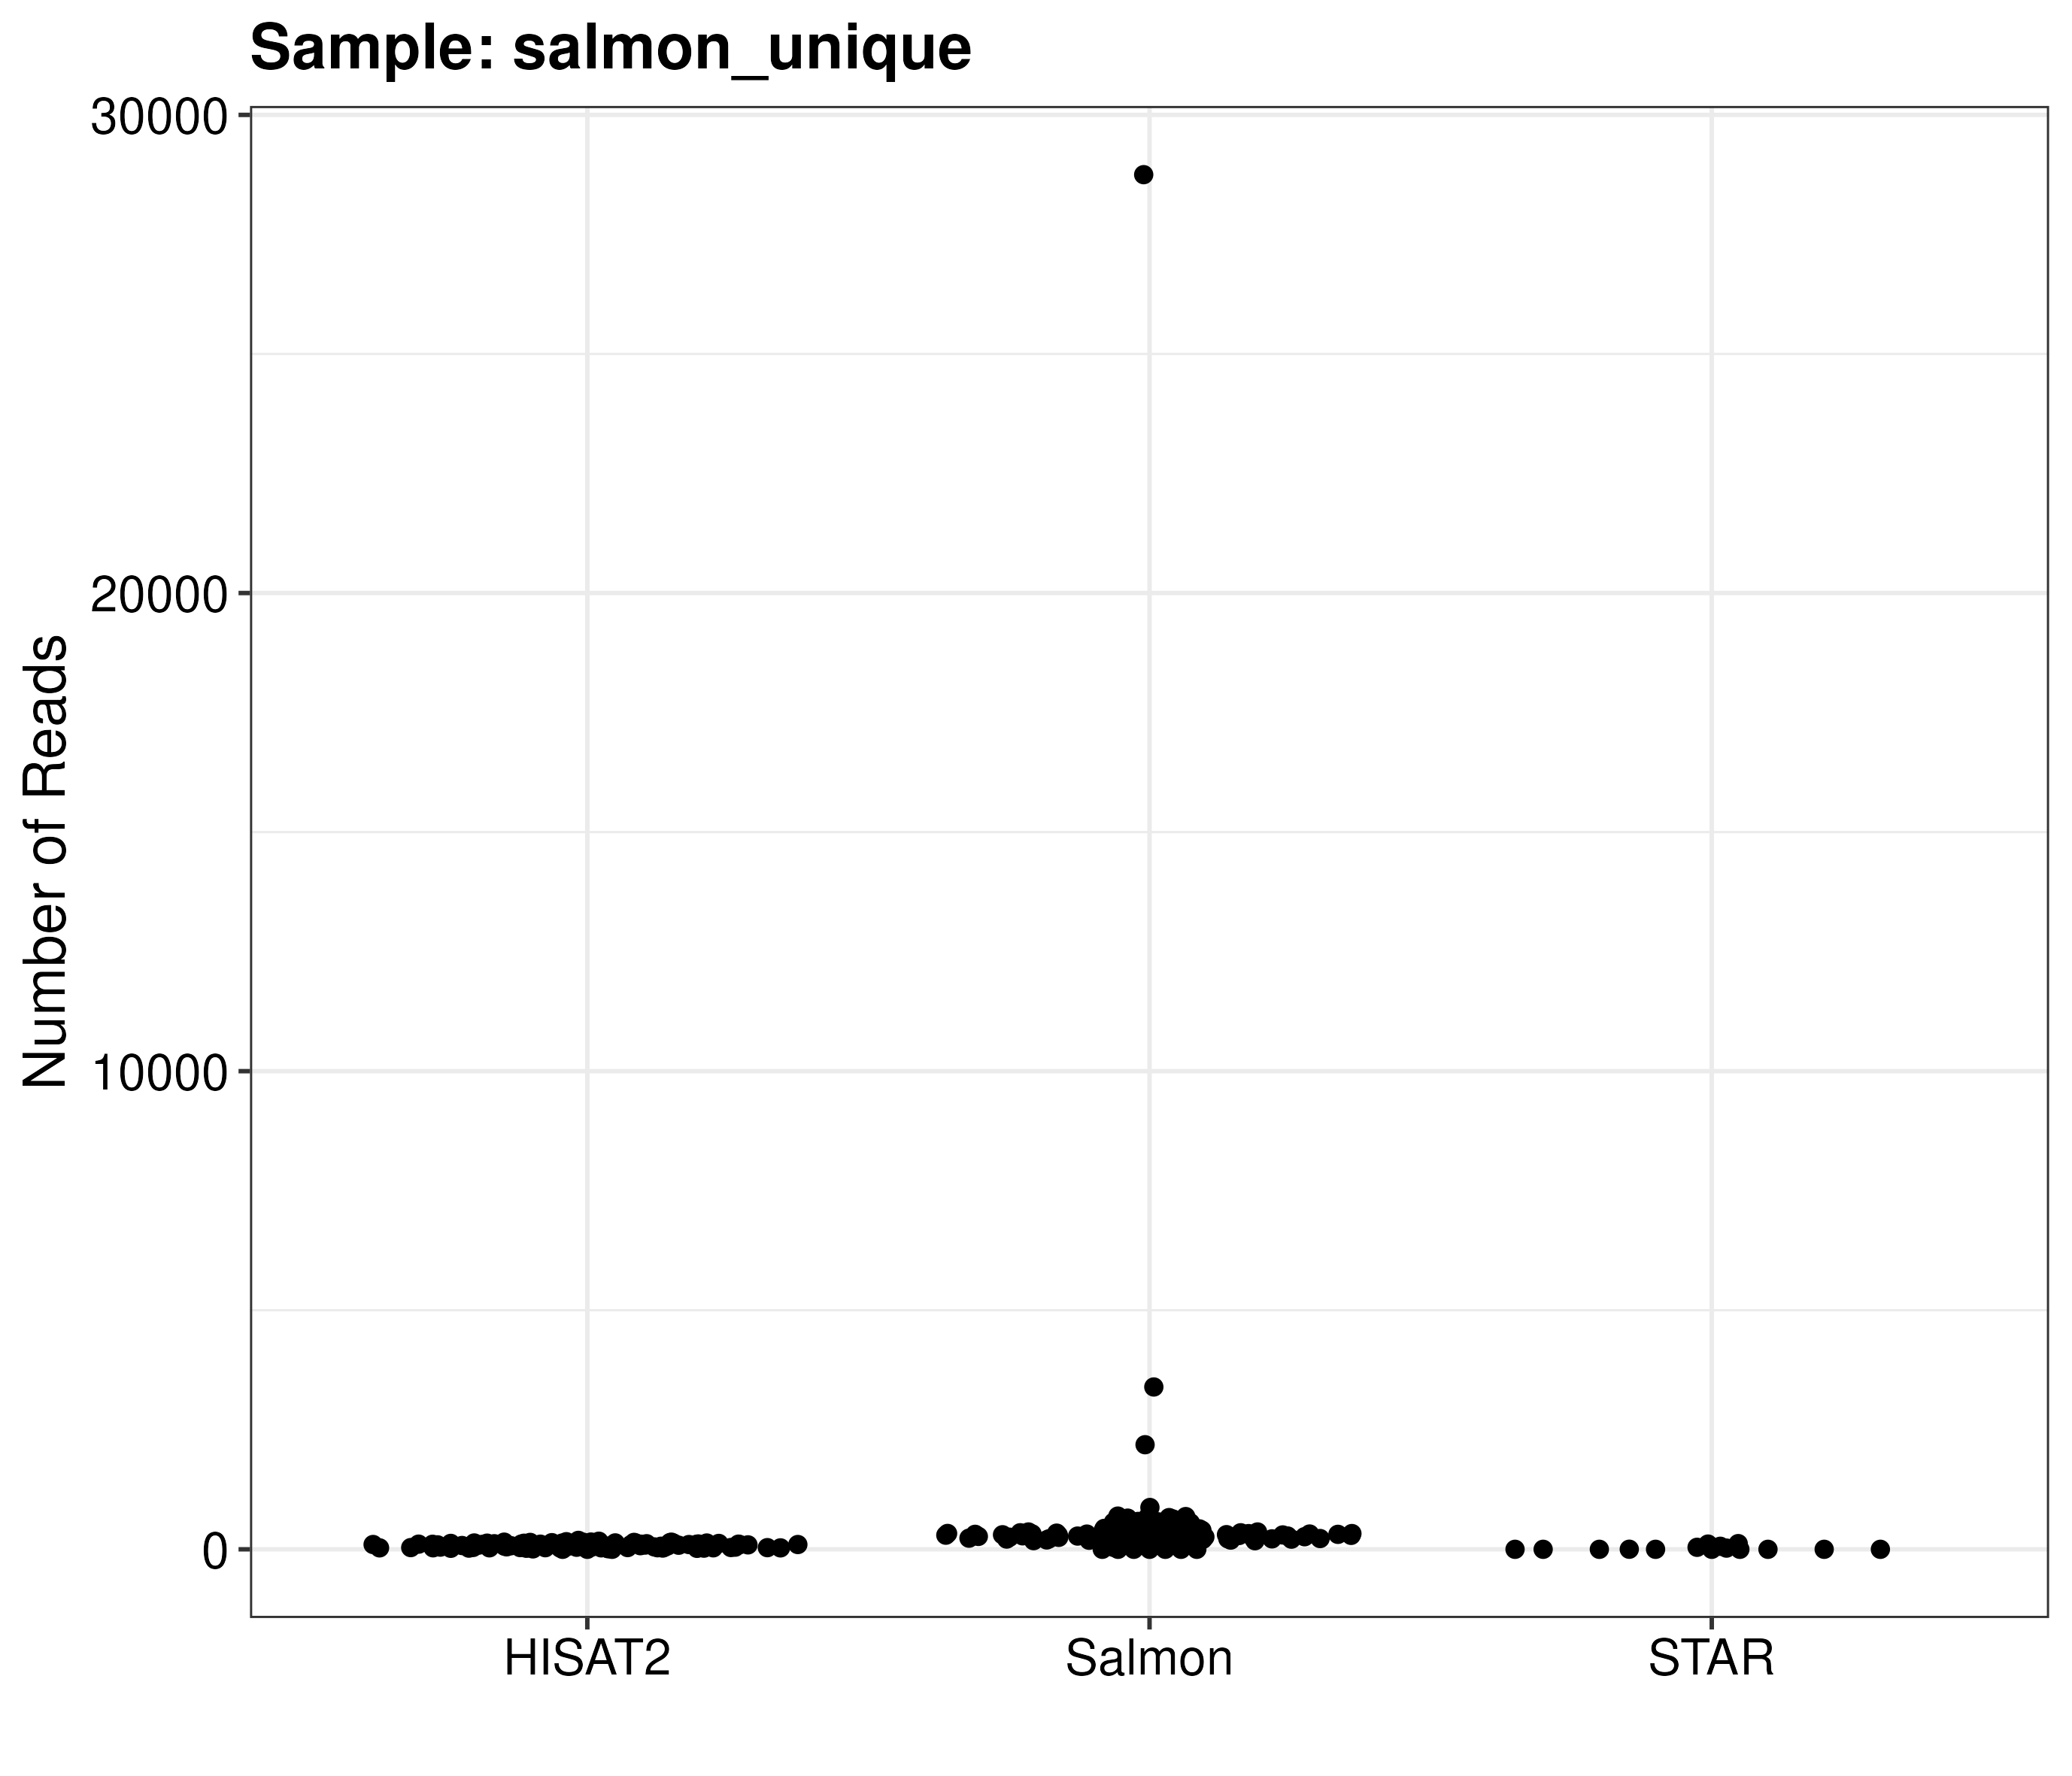 Sample: salmon_unique
30000
20000
10000
0
Number of Reads
HISAT2
Salmon
STAR